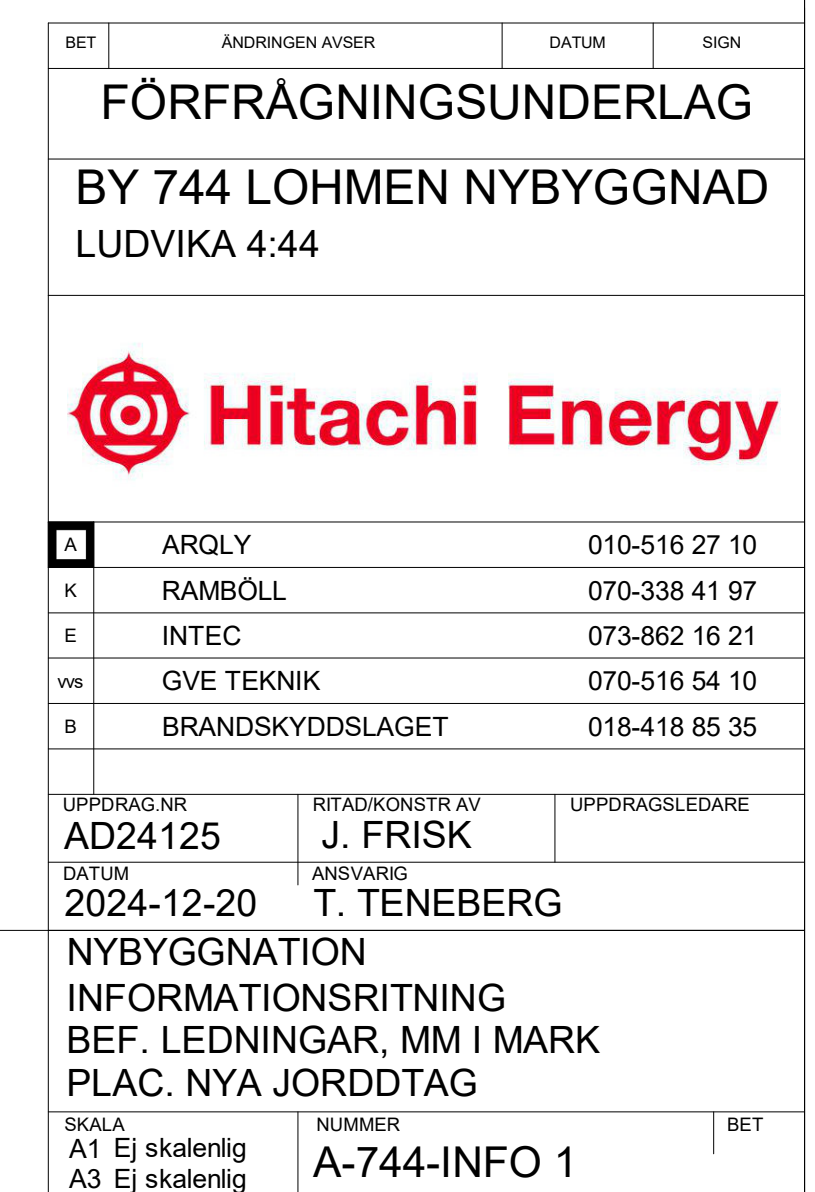 BET ÄNDRINGEN AVSER DATUM SIGN
FÖRFRÅGNINGSUNDERLAG
BY 744 LOHMEN NYBYGGNAD
LUDVIKA 4:44
Hitachi Energy
A ARQLY 010-516 27 10
K RAMBÖLL 070-338 41 97
E INTEC 073-862 16 21
vvs GVE TEKNIK 070-516 54 10
B BRANDSKYDDSLAGET 018-418 85 35
UPPDRAG.NR RITAD/KONSTR AV UPPDRAGSLEDARE
AD24125 J. FRISK
DATUM ANSVARIG
2024-12-20 T. TENEBERG
NYBYGGNATION
INFORMATIONSRITNING
BEF. LEDNINGAR, MM I MARK
PLAC. NYA JORDDTAG
SKALA NUMMER BET
A1 Ej skalenlig
A-744-INFO 1
A3 Ej skalenlig